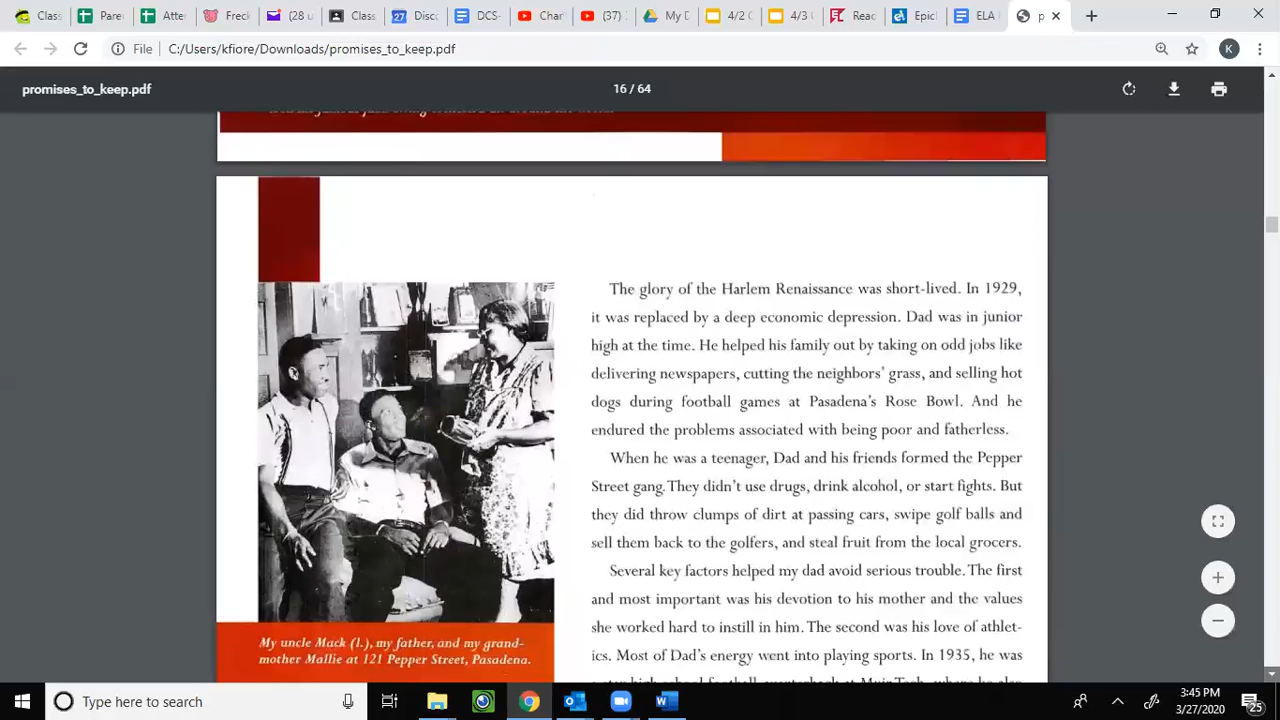 Class
Pare
Atte
Freck
(28 u
Class
27
Disco
DCS-
Cha
(37)
My D
4/2
4/3
Reac
Epic
ELA
p
File
C:/Users/kfiore/Downloads/promises_to_keep.pdf
K
promises_to_keep.pdf
16 / 64
The glory of the Harlem Renaissance was short-lived. In 1929,
it was replaced by a deep economic depression. Dad was in junior
high at the time. He helped his family out by taking on odd jobs like
delivering newspapers, cutting the neighbors' grass, and selling hot
dogs during football games at Pasadena's Rose Bowl. And he
endured the problems associated with being poor and fatherless.
When he was a teenager, Dad and his friends formed the Pepper
Street gang. They didn't use drugs, drink alcohol, or start fights. But
they did throw clumps of dirt at passing cars, swipe golf balls and
sell them back to the golfers, and steal fruit from the local grocers.
Several key factors helped my dad avoid serious trouble. The first
and most important was his devotion to his mother and the values
she worked hard to instill in him. The second was his love of athlet-
ics. Most of Dad's energy went into playing sports. In 1935, he was
My uncle Mack (l.), my father, and my grand-
mother Mallie at 121 Pepper Street, Pasadena.
Type here to search
3:45 PM
3/27/2020
25